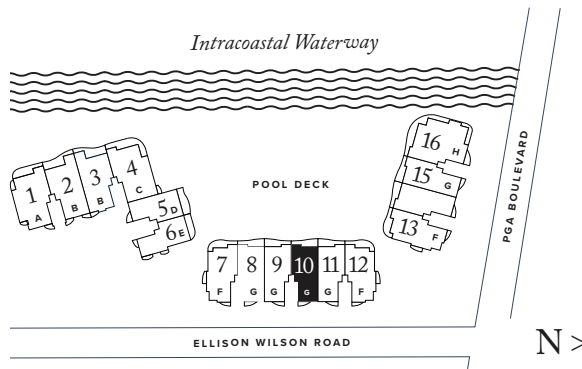 Intracoastal Waterway
16
H
15
G
13
F
PGA BOULEVARD
POOL DECK
1
A
2
B
3
B
4
C
5 D
6 E
7
F
8
G
9
G
10
G
11
G
12
F
ELLISON WILSON ROAD
N >